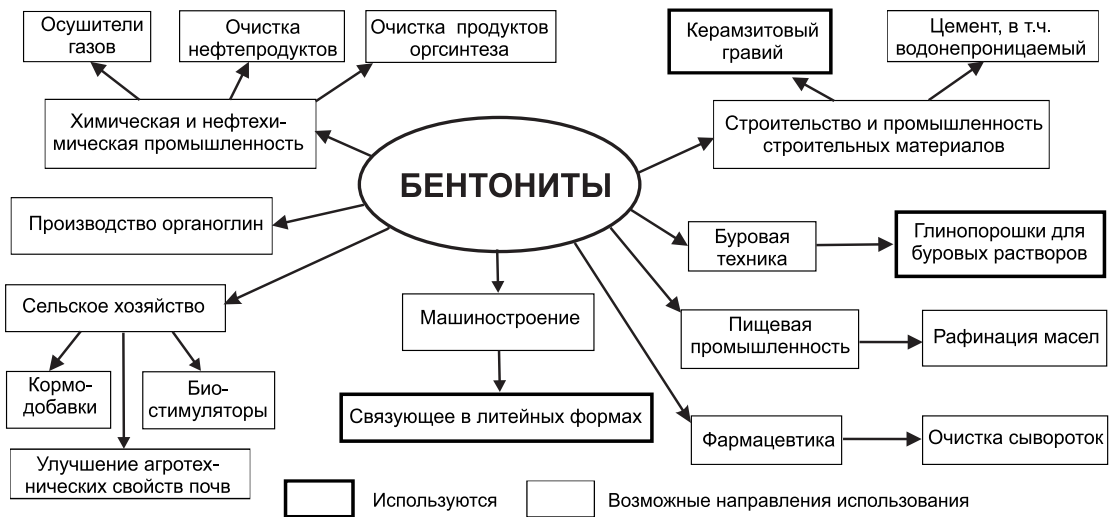 Осушители
газов
Очистка
нефтепродуктов
Очистка продуктов
оргсинтеза
Керамзитовый
гравий
Цемент, в т.ч.
водонепроницаемый
Химическая и нефтехи-
мическая промышленность
Строительство и промышленность
строительных материалов
БЕНТОНИТЫ
Производство органоглин
Буровая
техника
Глинопорошки для
буровых растворов
Сельское хозяйство
Машиностроение
Пищевая
промышленность
Рафинация масел
Кормо-
добавки
Био-
стимуляторы
Связующее в литейных формах
Фармацевтика
Очистка сывороток
Улучшение агротех-
нических свойств почв
Используются
Возможные направления использования